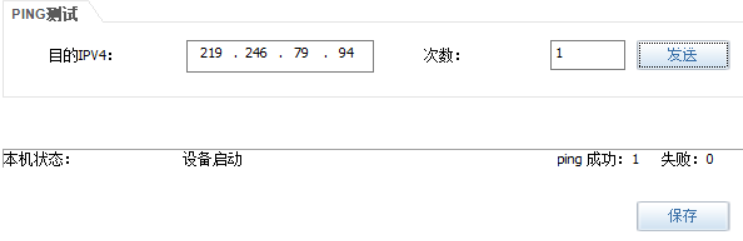 PING测试
目的IPV4: 219 . 246 . 79 . 94 次数: 1 发送
本机状态: 设备启动 ping 成功: 1 失败: 0
保存